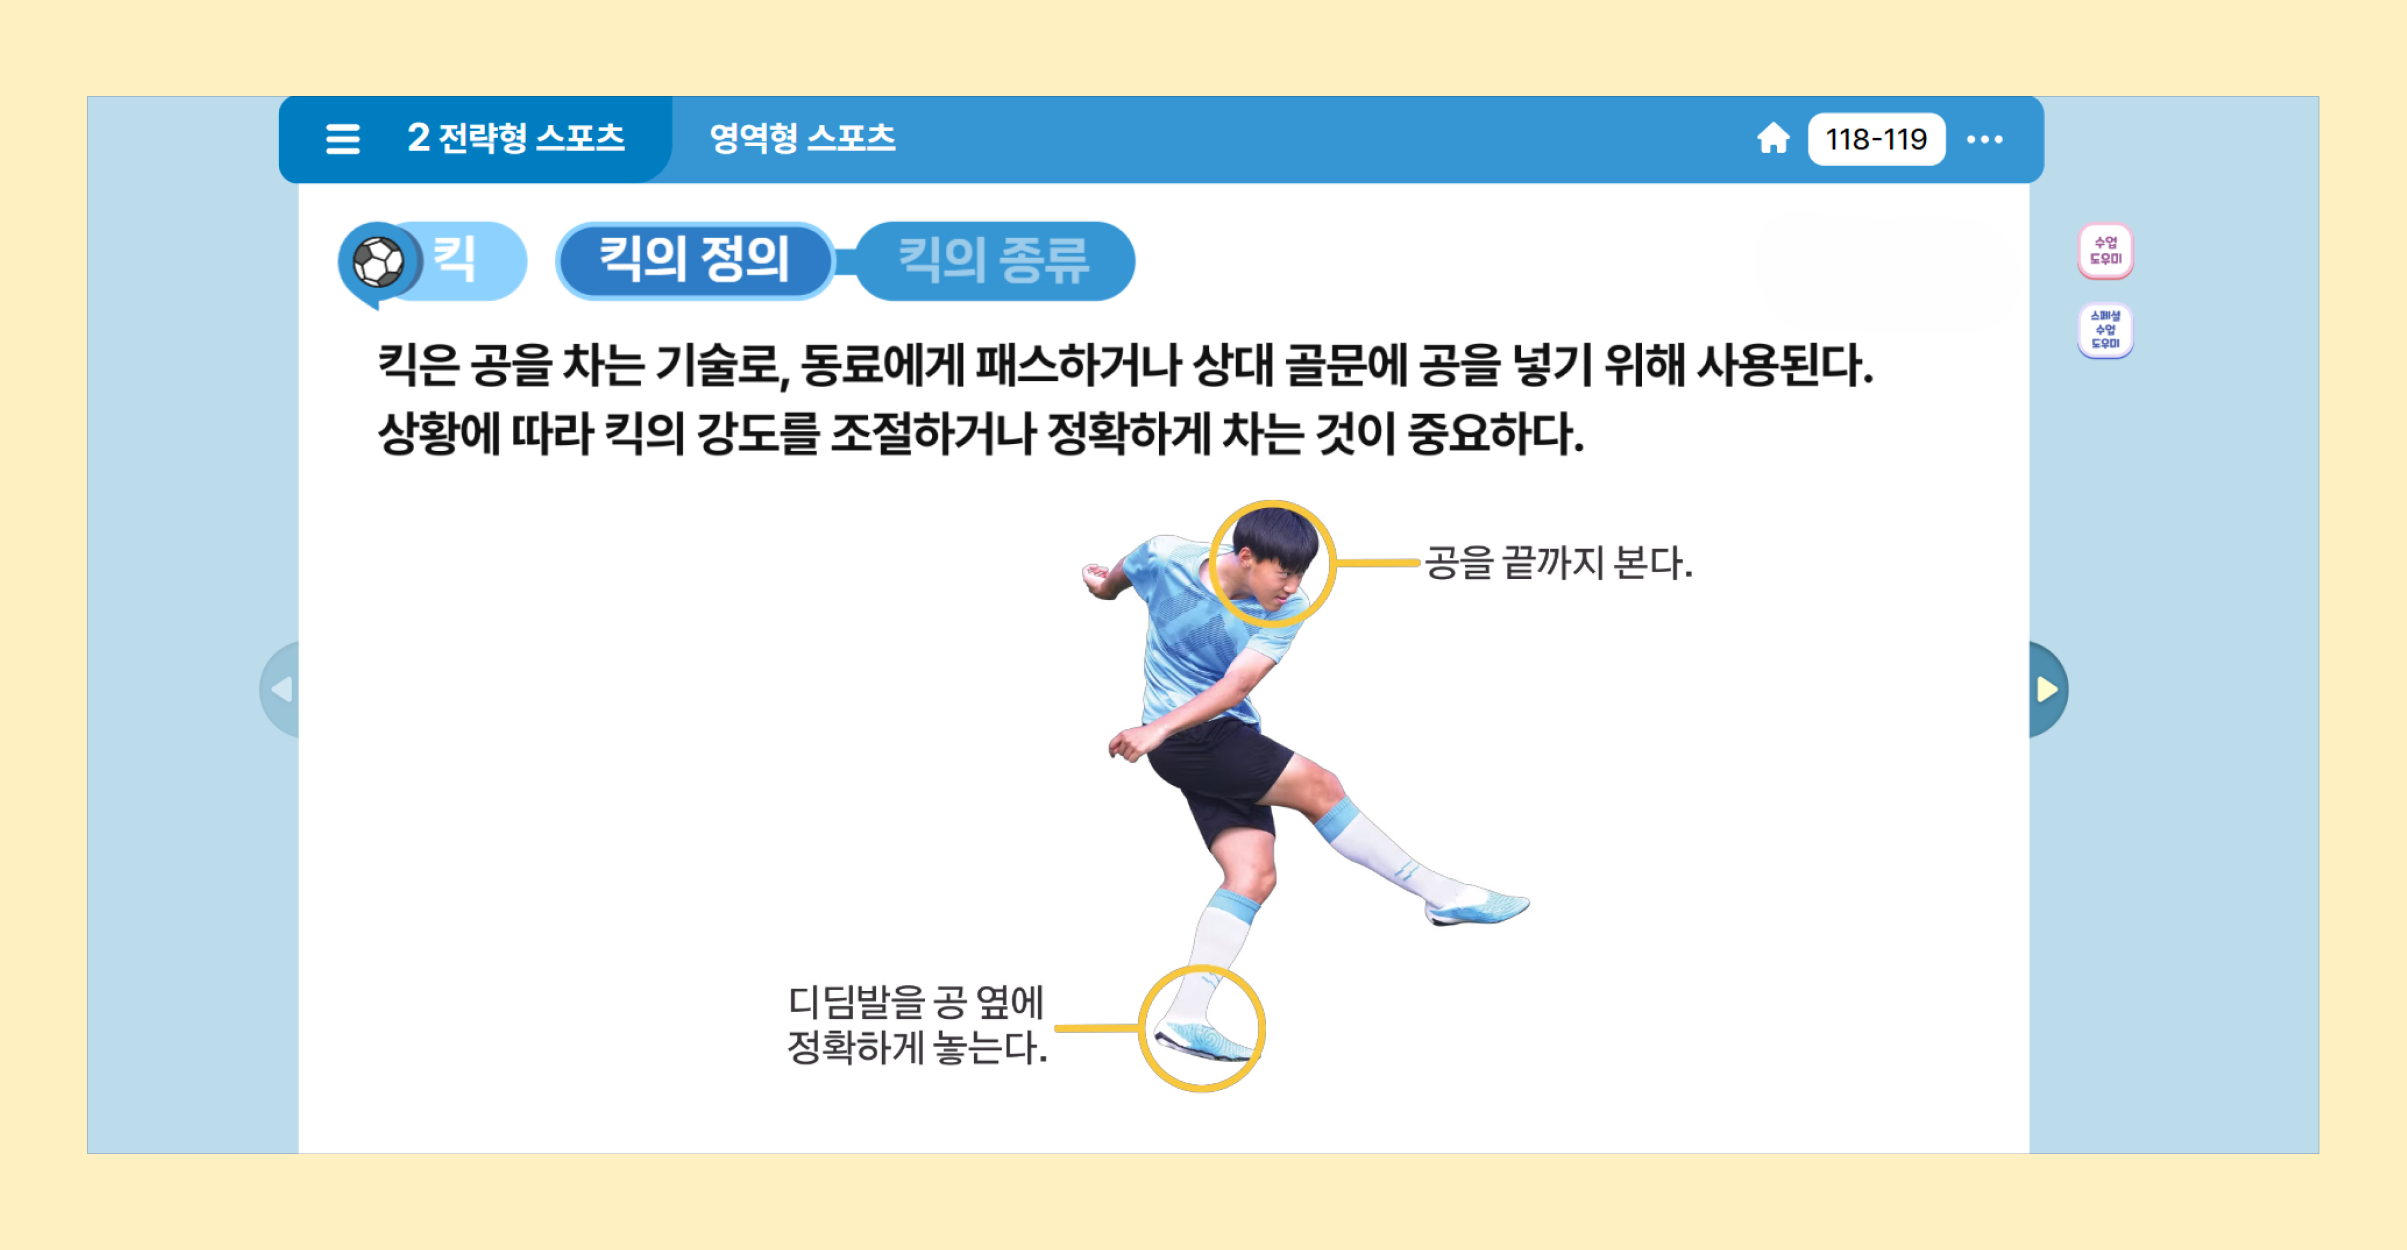 2 전략형 스포츠
영역형 스포츠
118-119
킥
킥의 정의
킥의 종류
수업
도우미
스페셜
수업
도우미
킥은 공을 차는 기술로, 동료에게 패스하거나 상대 골문에 공을 넣기 위해 사용된다.
상황에 따라 킥의 강도를 조절하거나 정확하게 차는 것이 중요하다.
공을 끝까지 본다.
디딤발을 공 옆에
정확하게 놓는다.